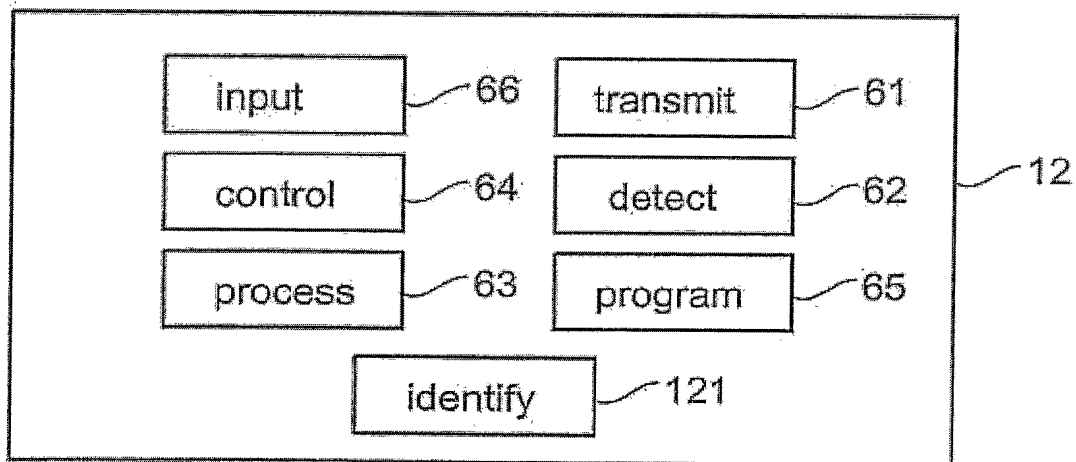 input 66 transmit 61
control 64 detect 62 12
process 63 program 65
identify 121